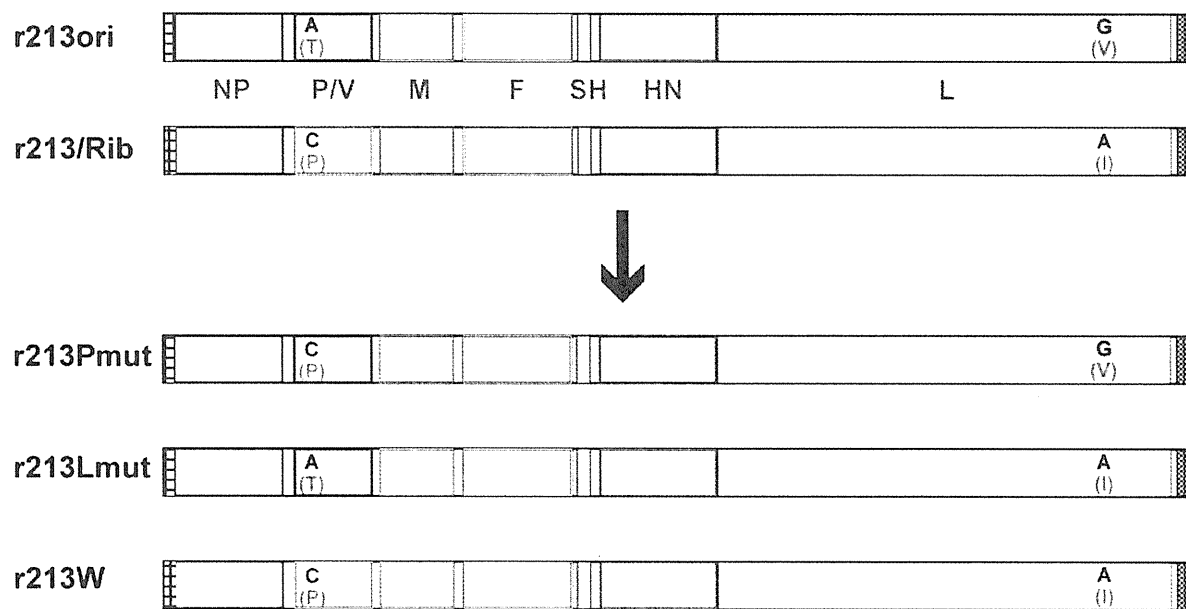 r213ori A G
(T) (V)
NP P/V M F SH HN L
r213/Rib C A
(P) (I)
r213Pmut C G
(P) (V)
r213Lmut A A
(T) (I)
r213W C A
(P) (I)